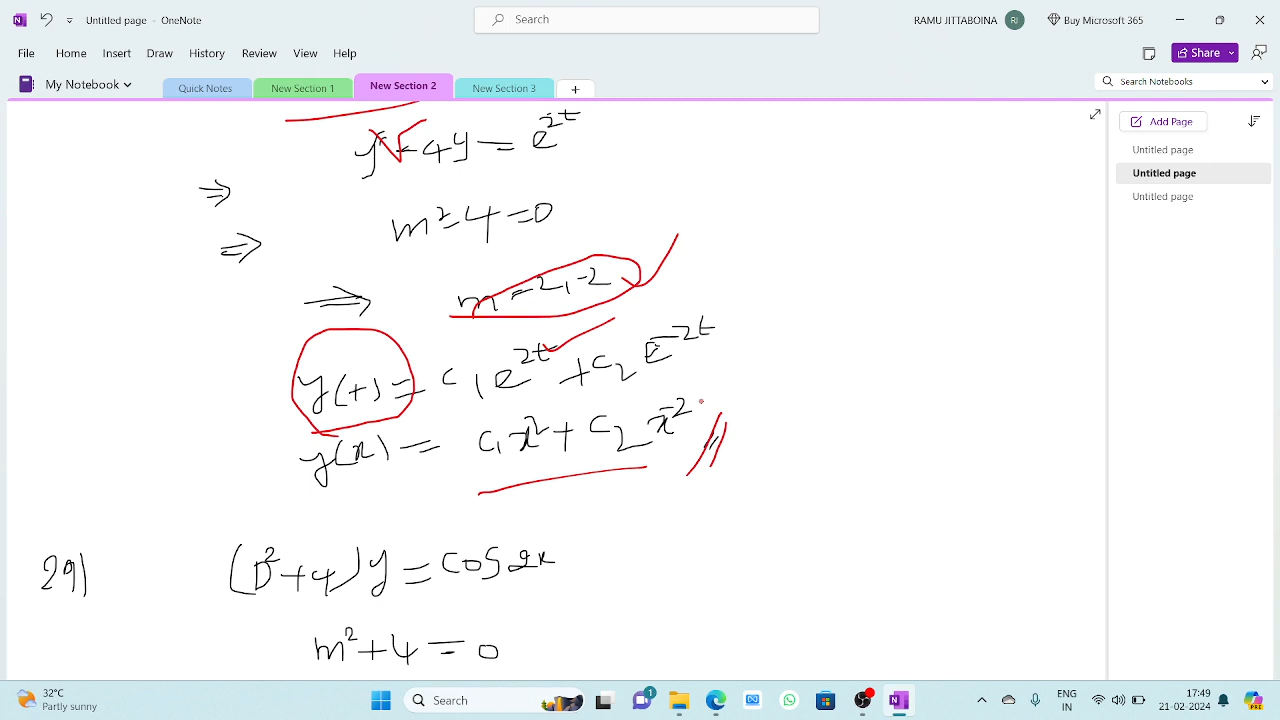 Untitled page - OneNote
Search
RAMU JITTABOINA
RJ
Buy Microsoft 365
File Home Insert Draw History Review View Help
Share
My Notebook
Quick Notes
New Section 1
New Section 2
New Section 3
+
Search Notebooks
Add Page
Untitled page
Untitled page
Untitled page
y'' - 4y = e^{2t}
⇒
m² - 4 = 0
⇒
⇒ m = 2, -2
y(t) = c₁e^{2t} + c₂e^{-2t}
y(x) = c₁x² + c₂x^{-2} //
29) (D² + 4)y = cos 2x
m² + 4 = 0
32°C
Partly sunny
Search
1
ENG
IN
17:49
21-02-2024
PRE